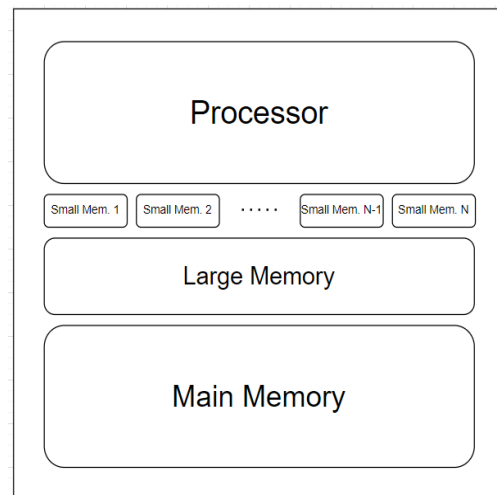 Processor
Small Mem. 1 Small Mem. 2 ····· Small Mem. N-1 Small Mem. N
Large Memory
Main Memory